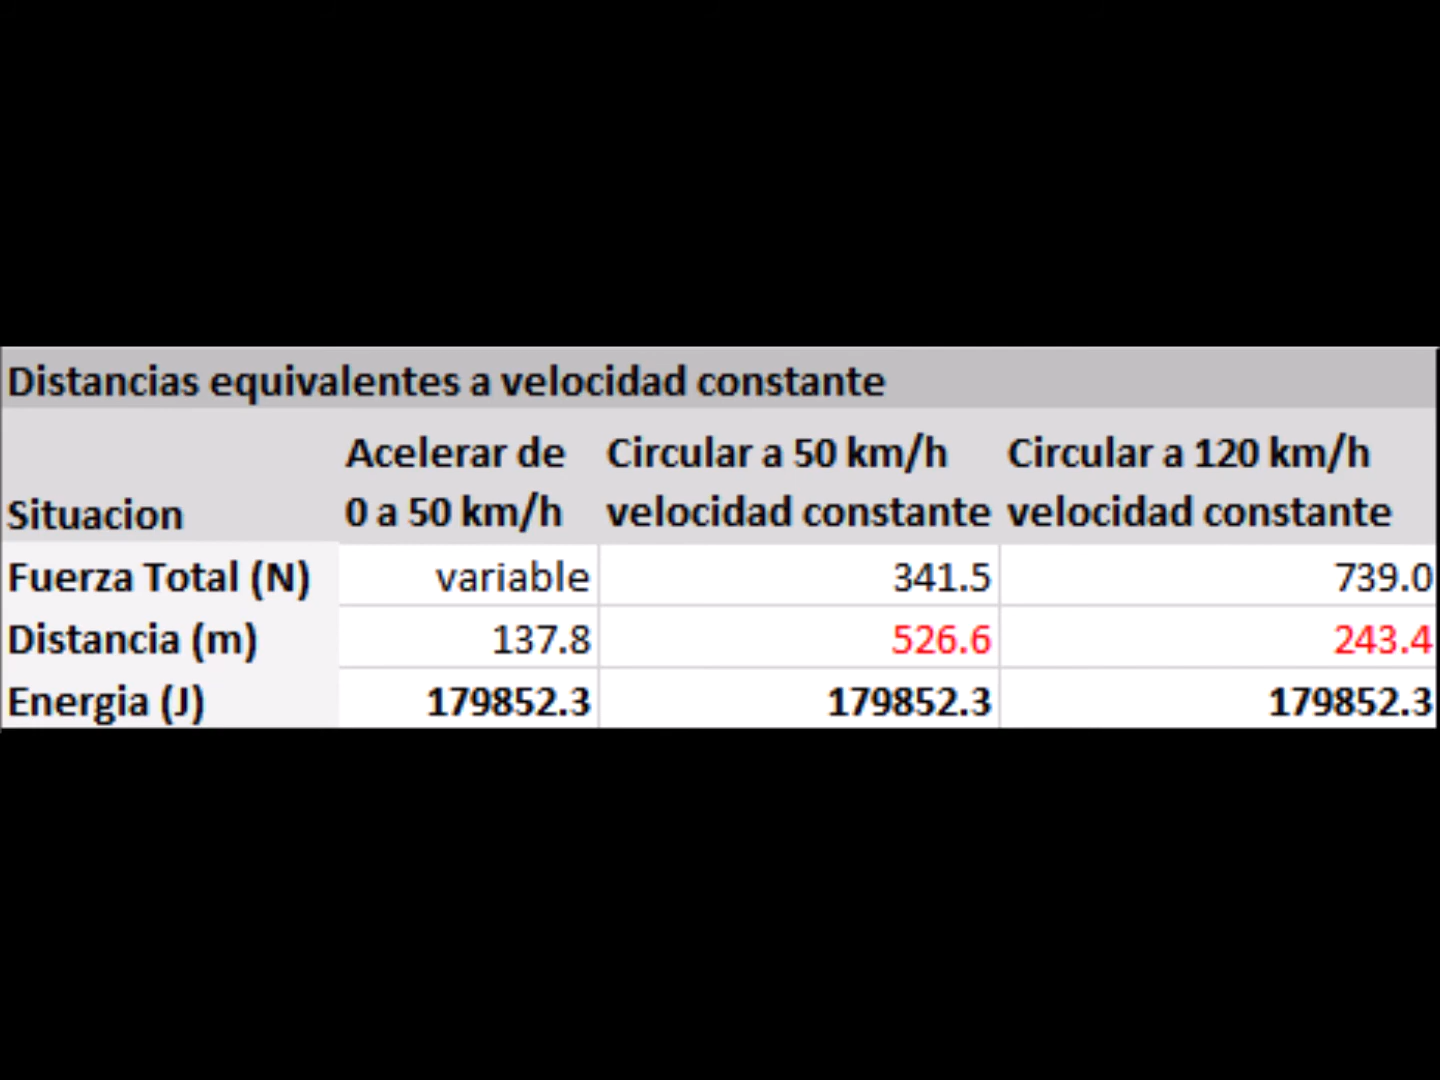 Distancias equivalentes a velocidad constante
Situacion Acelerar de 0 a 50 km/h Circular a 50 km/h velocidad constante Circular a 120 km/h velocidad constante
Fuerza Total (N) variable 341.5 739.0
Distancia (m) 137.8 526.6 243.4
Energia (J) 179852.3 179852.3 179852.3